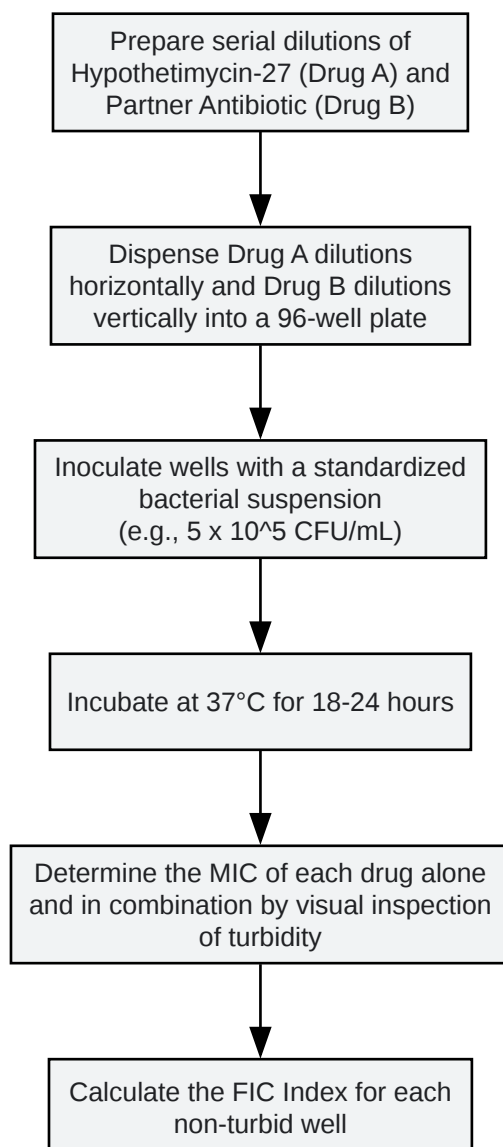 Prepare serial dilutions of
Hypothetimycin-27 (Drug A) and
Partner Antibiotic (Drug B)
Dispense Drug A dilutions
horizontally and Drug B dilutions
vertically into a 96-well plate
Inoculate wells with a standardized
bacterial suspension
(e.g., 5 x 10^5 CFU/mL)
Incubate at 37°C for 18-24 hours
Determine the MIC of each drug alone
and in combination by visual inspection
of turbidity
Calculate the FIC Index for each
non-turbid well